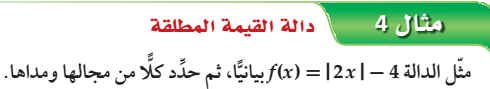 مثال 4 دالة القيمة المطلقة
مثّل الدالة f(x) = |2x| − 4 بيانيًّا، ثم حدِّد كلًّا من مجالها ومداها.